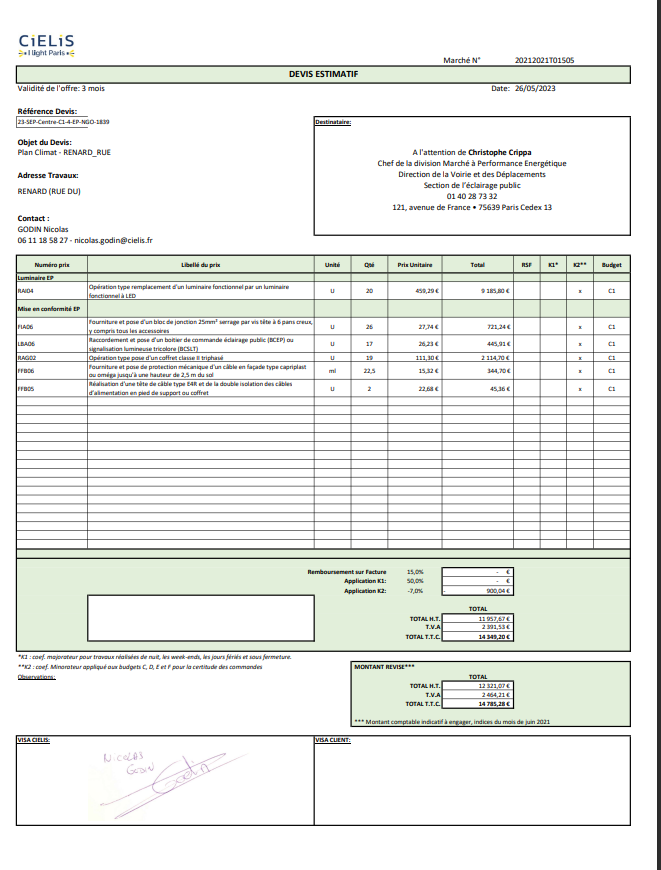 CiELiS
light Paris
Marché N° 20212021T01505
DEVIS ESTIMATIF
Validité de l'offre: 3 mois Date: 26/05/2023
Référence Devis:
23-SEP-Centre-C1-4-EP-NGO-1839
Objet du Devis:
Plan Climat - RENARD_RUE
Adresse Travaux:
RENARD (RUE DU)
Contact :
GODIN Nicolas
06 11 18 58 27 - nicolas.godin@cielis.fr
Destinataire:
A l'attention de Christophe Crippa
Chef de la division Marché à Performance Energétique
Direction de la Voirie et des Déplacements
Section de l'éclairage public
01 40 28 73 32
121, avenue de France • 75639 Paris Cedex 13
Numéro prix Libellé du prix Unité Qté Prix Unitaire Total RSF K1* K2** Budget
Luminaire EP
RAI04 Opération type remplacement d'un luminaire fonctionnel par un luminaire fonctionnel à LED U 20 459,29 € 9 185,80 € x C1
Mise en conformité EP
FIA06 Fourniture et pose d'un bloc de jonction 25mm² serrage par vis tête à 6 pans creux, y compris tous les accessoires U 26 27,74 € 721,24 € x C1
LBA06 Raccordement et pose d'un boitier de commande éclairage public (BCEP) ou signalisation lumineuse tricolore (BCSLT) U 17 26,23 € 445,91 € x C1
RAG02 Opération type pose d'un coffret classe II triphasé U 19 111,30 € 2 114,70 € x C1
FFB06 Fourniture et pose de protection mécanique d'un câble en façade type capriplast ou oméga jusqu'à une hauteur de 2,5 m du sol ml 22,5 15,32 € 344,70 € x C1
FFB05 Réalisation d'une tête de câble type E4R et de la double isolation des câbles d'alimentation en pied de support ou coffret U 2 22,68 € 45,36 € x C1
Remboursement sur Facture 15,0% - €
Application K1: 50,0% - €
Application K2: -7,0% - 900,04 €
TOTAL
TOTAL H.T. 11 957,67 €
T.V.A 2 391,53 €
TOTAL T.T.C. 14 349,20 €
*K1 : coef. majorateur pour travaux réalisées de nuit, les week-ends, les jours fériés et sous fermeture.
**K2 : coef. Minorateur appliqué aux budgets C, D, E et F pour la certitude des commandes
Observations:
MONTANT REVISE***
TOTAL
TOTAL H.T. 12 321,07 €
T.V.A 2 464,21 €
TOTAL T.T.C. 14 785,28 €
*** Montant comptable indicatif à engager, indices du mois de juin 2021
VISA CIELIS: VISA CLIENT:
NICOLAS
GODIN
Godin